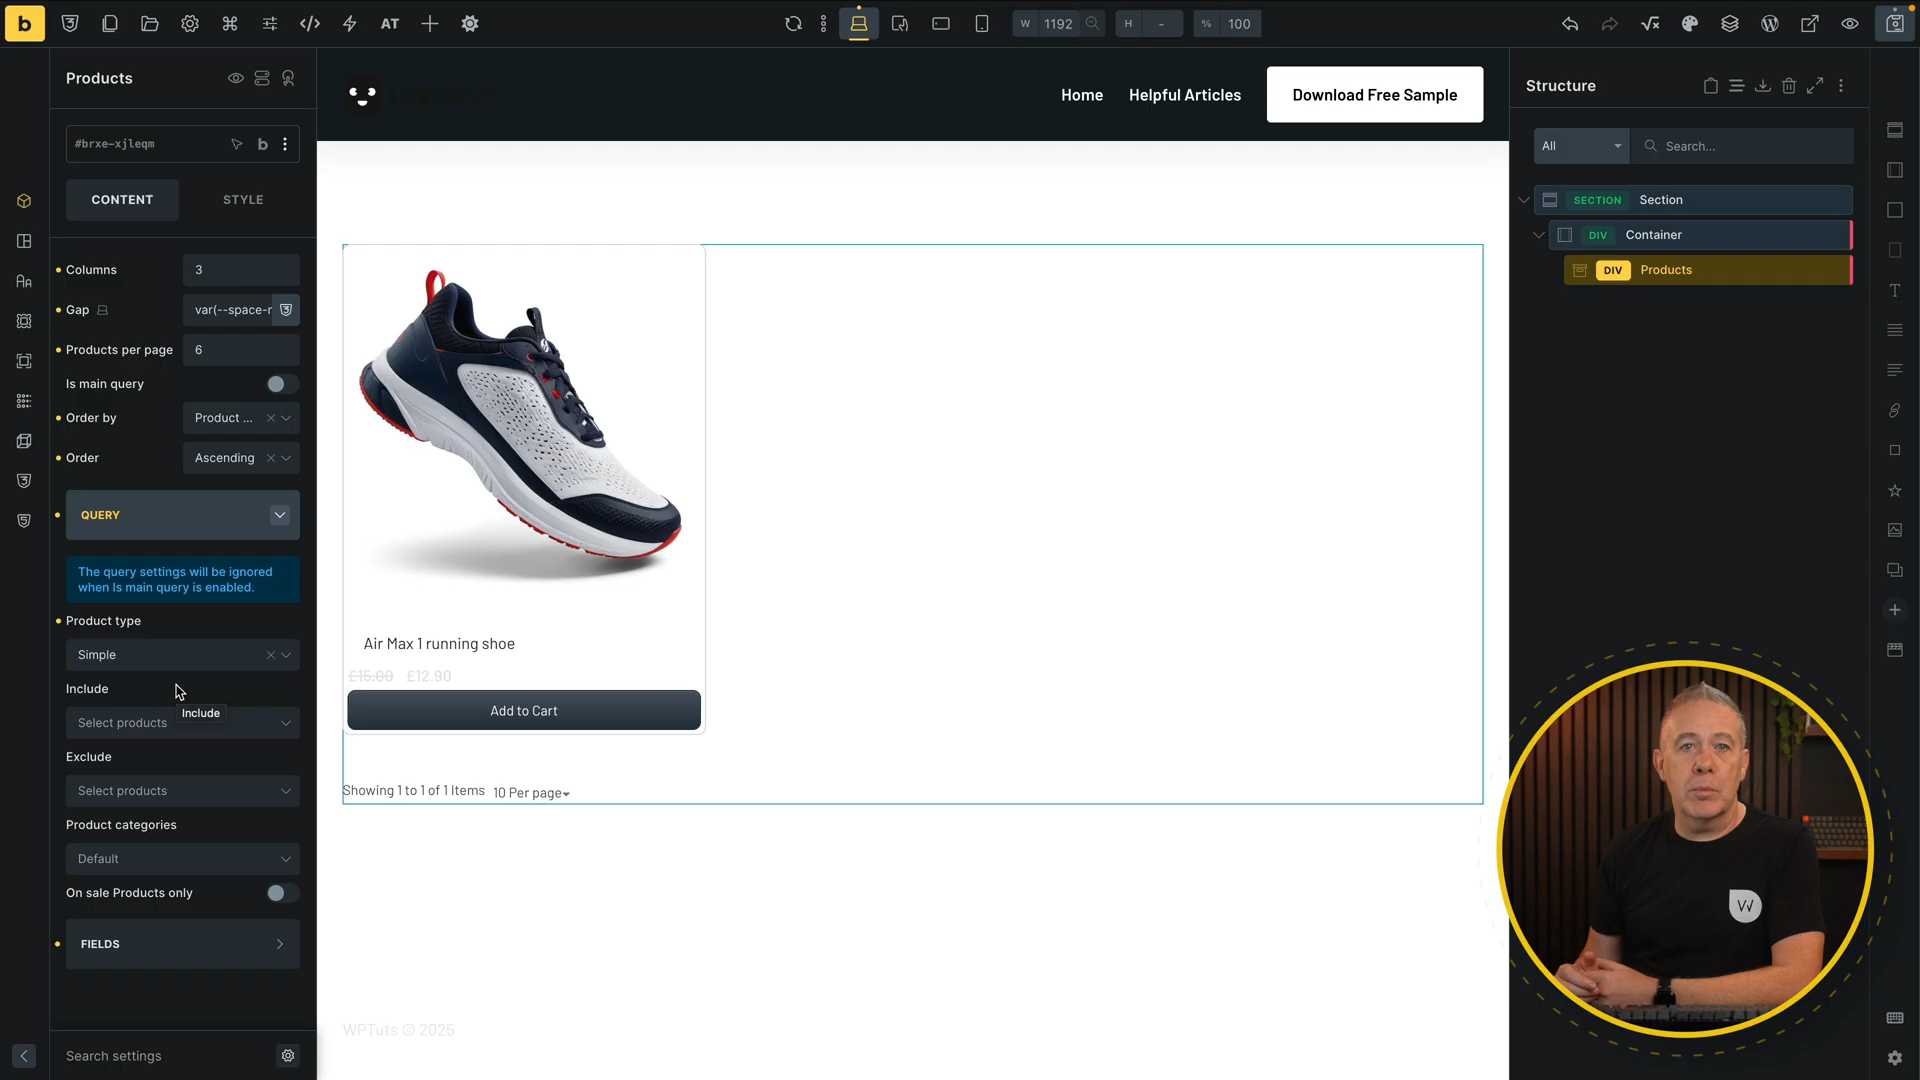 b
AT
W 1192
H -
% 100
Products
#brxe-xjleqm
b
CONTENT
STYLE
Columns
3
Gap
var(--space-r
Products per page
6
Is main query
Order by
Product ...
Order
Ascending
QUERY
The query settings will be ignored
when Is main query is enabled.
Product type
Simple
Include
Include
Select products
Exclude
Select products
Product categories
Default
On sale Products only
FIELDS
Search settings
Home
Helpful Articles
Download Free Sample
Air Max 1 running shoe
£15.00 £12.90
Add to Cart
Showing 1 to 1 of 1 Items
10 Per page
WPTuts © 2025
Structure
All
Search...
SECTION Section
DIV Container
DIV Products
W